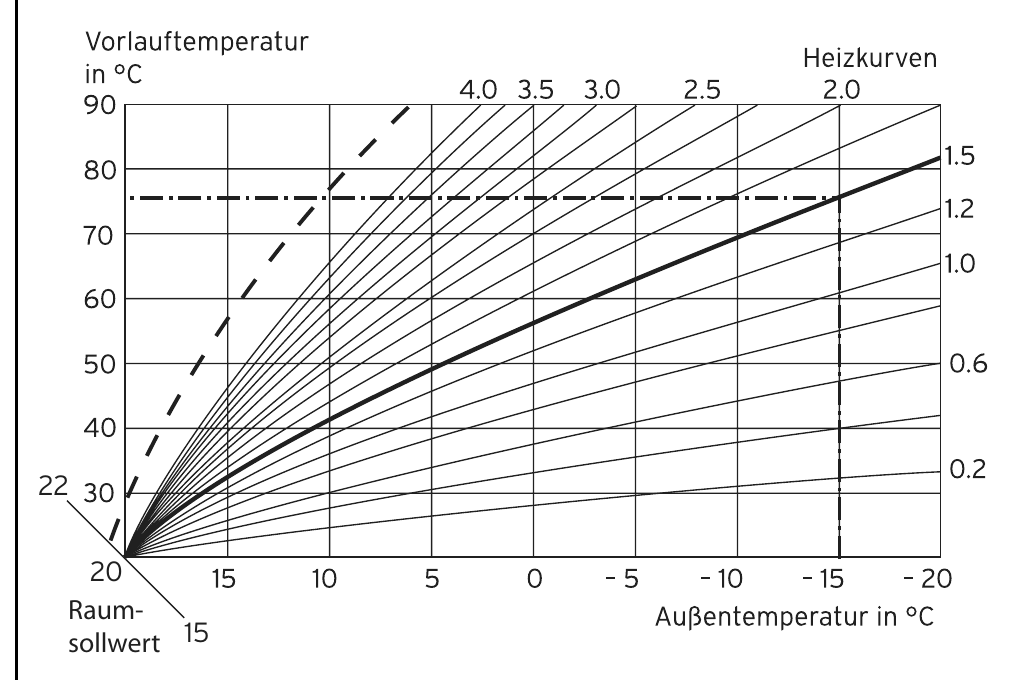 Vorlauftemperatur
in °C
Heizkurven
4.0 3.5 3.0 2.5 2.0
90
80
70
60
50
40
30
1.5
1.2
1.0
0.6
0.2
22
20
15 10 5 0 - 5 - 10 - 15 - 20
Raum-
sollwert
15
Außentemperatur in °C